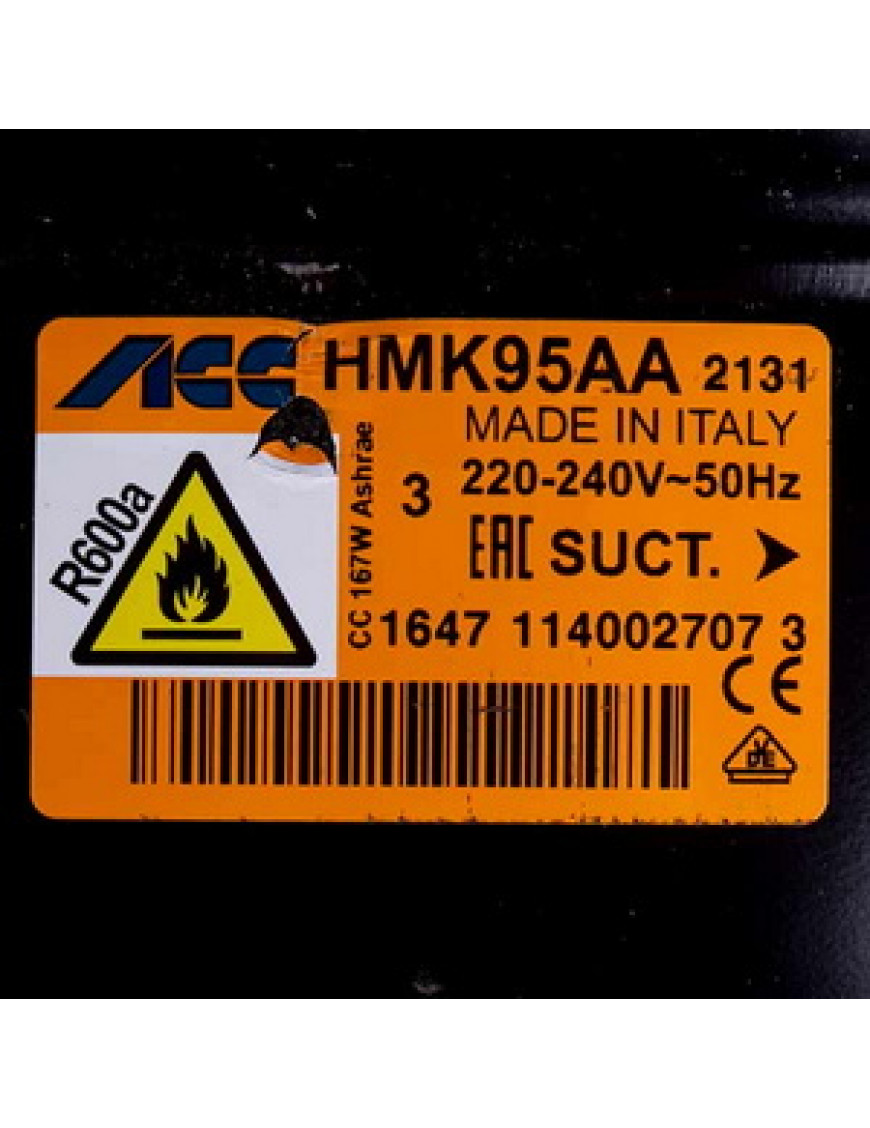 ACC HMK95AA 2131
MADE IN ITALY
R600a
CC 167W Ashrae
3 220-240V~50Hz
EAC SUCT.
1647 114002707 3
CE
VDE